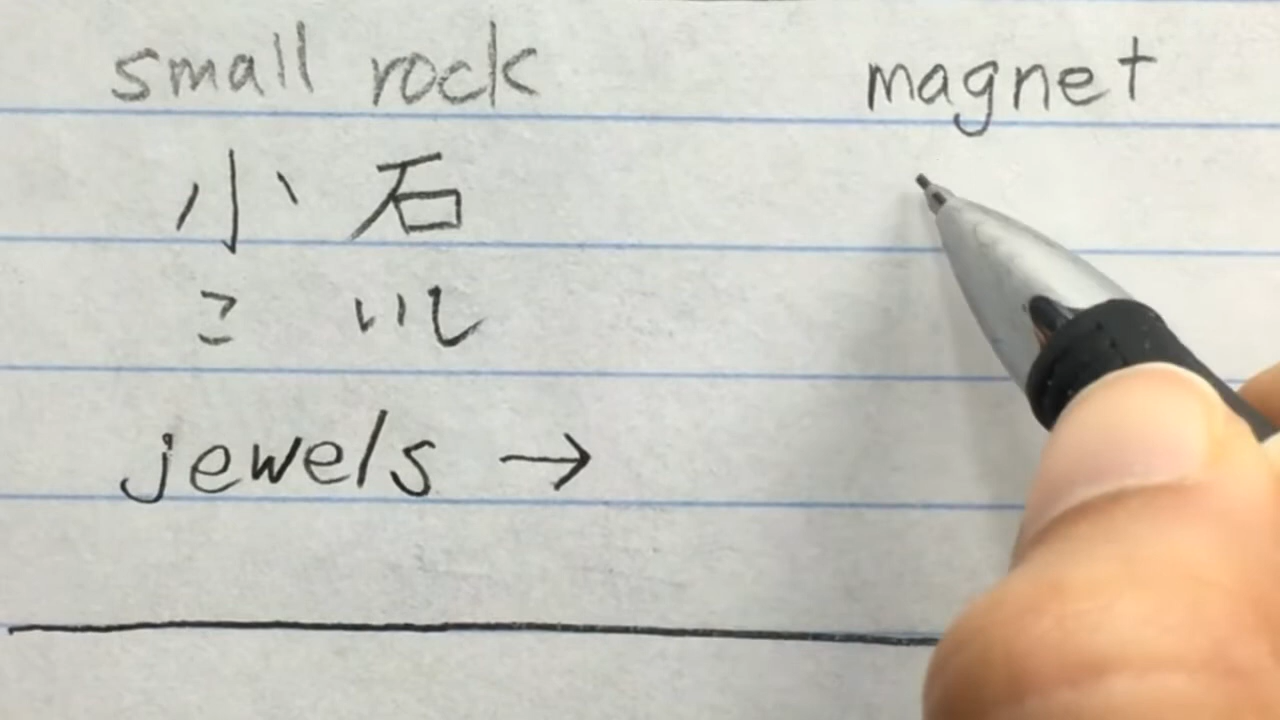 small rock magnet
小石
こいし
jewels →